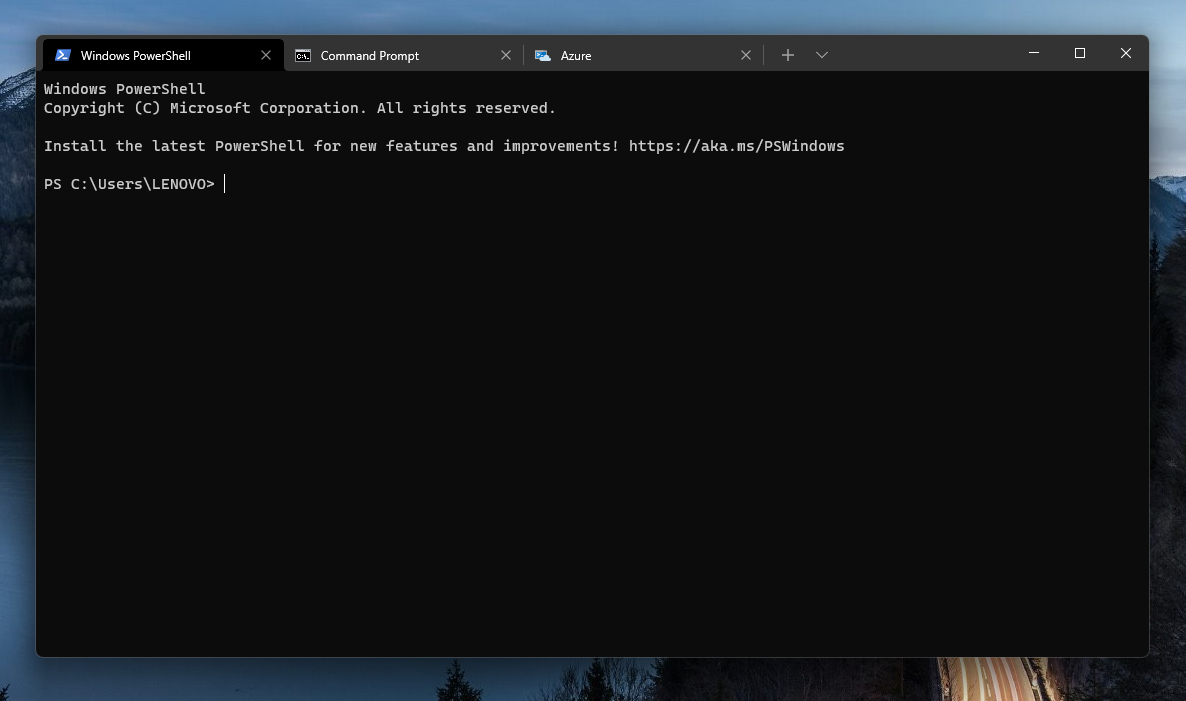 Windows PowerShell
Command Prompt
Azure
Windows PowerShell
Copyright (C) Microsoft Corporation. All rights reserved.
Install the latest PowerShell for new features and improvements! https://aka.ms/PSWindows
PS C:\Users\LENOVO>